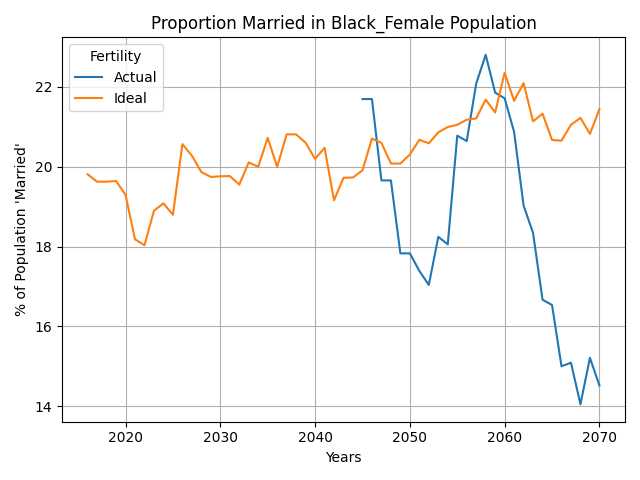 Proportion Married in Black_Female Population
Fertility
Actual
Ideal
% of Population 'Married'
22
20
18
16
14
2020 2030 2040 2050 2060 2070
Years